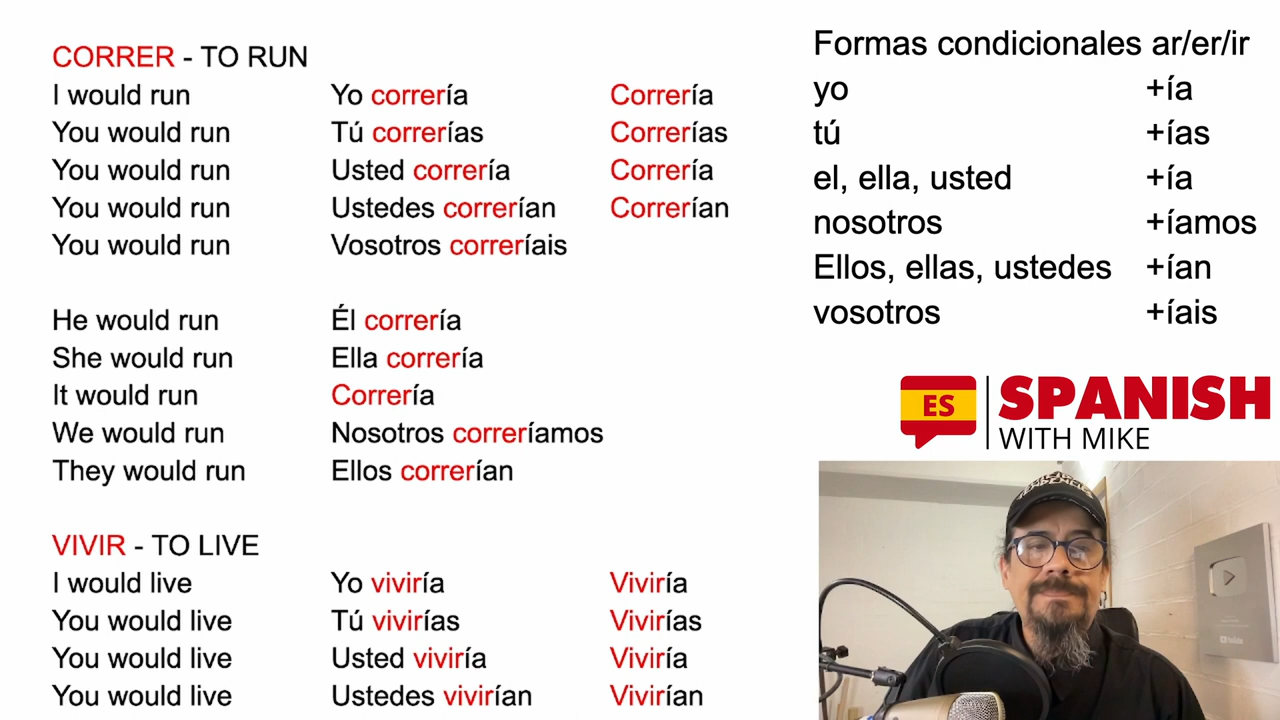 CORRER - TO RUN
I would run Yo correría Correría
You would run Tú correrías Correrías
You would run Usted correría Correría
You would run Ustedes correrían Correrían
You would run Vosotros correríais
He would run Él correría
She would run Ella correría
It would run Correría
We would run Nosotros correríamos
They would run Ellos correrían
VIVIR - TO LIVE
I would live Yo viviría Viviría
You would live Tú vivirías Vivirías
You would live Usted viviría Viviría
You would live Ustedes vivirían Vivirían
Formas condicionales ar/er/ir
yo +ía
tú +ías
el, ella, usted +ía
nosotros +íamos
Ellos, ellas, ustedes +ían
vosotros +íais
ES
SPANISH
WITH MIKE
YouTube